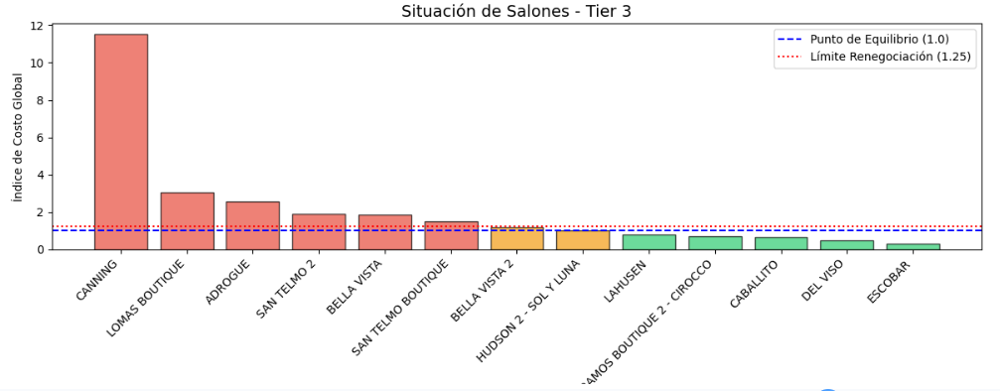 Situación de Salones - Tier 3
Punto de Equilibrio (1.0)
Límite Renegociación (1.25)
Índice de Costo Global
12
10
8
6
4
2
0
CANNING
LOMAS BOUTIQUE
ADROGUE
SAN TELMO 2
BELLA VISTA
SAN TELMO BOUTIQUE
BELLA VISTA 2
HUDSON 2 - SOL Y LUNA
LAHUSEN
BOUTIQUE 2 - CIROCCO
CABALLITO
DEL VISO
ESCOBAR